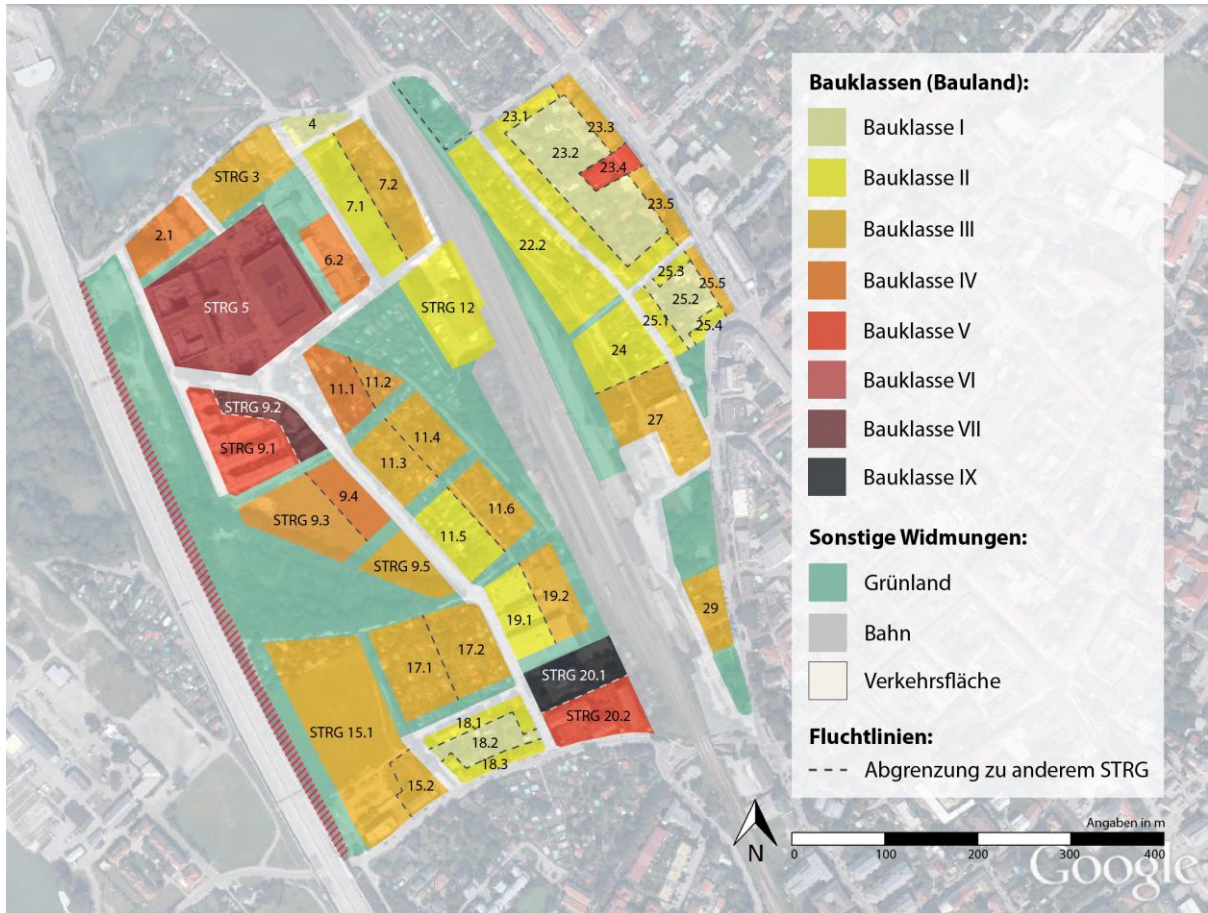 Bauklassen (Bauland):
Bauklasse I
Bauklasse II
Bauklasse III
Bauklasse IV
Bauklasse V
Bauklasse VI
Bauklasse VII
Bauklasse IX
Sonstige Widmungen:
Grünland
Bahn
Verkehrsfläche
Fluchtlinien:
Abgrenzung zu anderem STRG
Angaben in m
0 100 200 300 400
N
Google
4
23.1
23.3
23.2
23.4
STRG 3
7.2
7.1
23.5
2.1
6.2
22.2
25.3
25.5
25.2
STRG 5
STRG 12
25.1
25.4
24
11.2
11.1
STRG 9.2
27
11.4
STRG 9.1
11.3
9.4
11.6
STRG 9.3
11.5
STRG 9.5
19.2
29
19.1
17.2
17.1
STRG 20.1
STRG 20.2
18.1
STRG 15.1
18.2
18.3
15.2